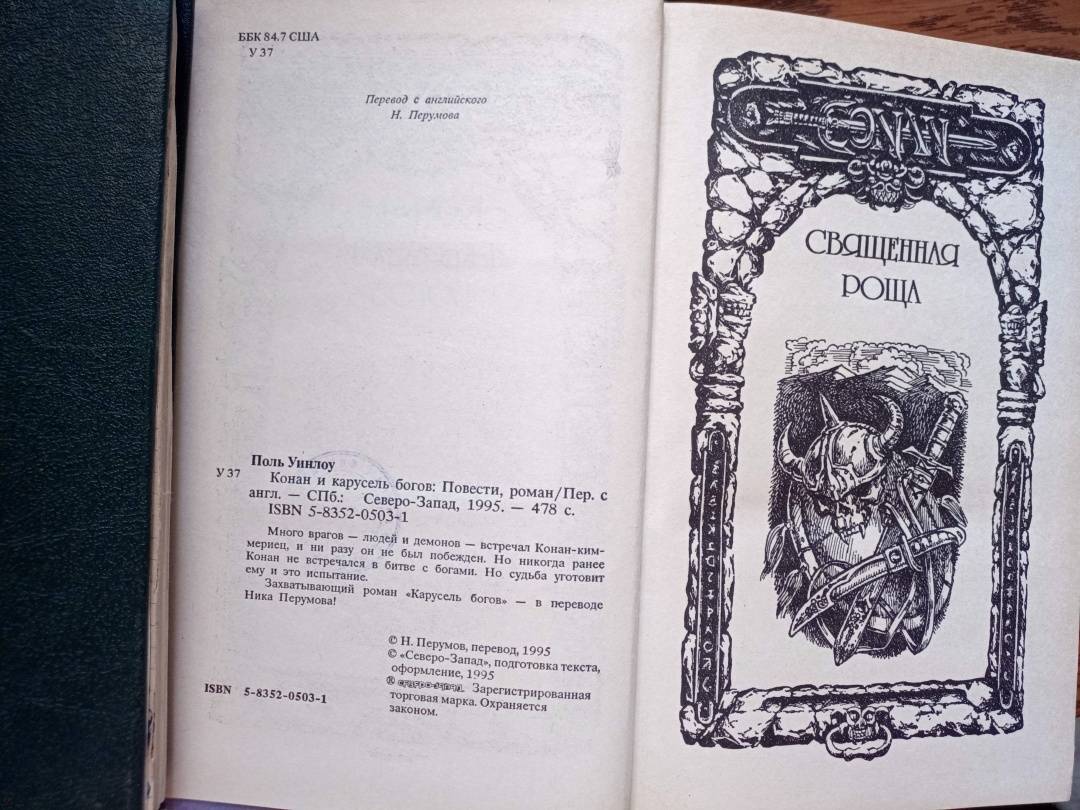 ББК 84.7 США
У 37
Перевод с английского
Н. Перумова
Поль Уинлоу
У 37
Конан и карусель богов: Повести, роман/Пер. с
англ. — СПб.: Северо-Запад, 1995. — 478 с.
ISBN 5-8352-0503-1
Много врагов — людей и демонов — встречал Конан-ким-
мериец, и ни разу он не был побежден. Но никогда ранее
Конан не встречался в битве с богами. Но судьба уготовит
ему и это испытание.
Захватывающий роман «Карусель богов» — в переводе
Ника Перумова!
© Н. Перумов, перевод, 1995
© «Северо-Запад», подготовка текста,
оформление, 1995
® СЕВЕРО-ЗАПАД. Зарегистрированная
торговая марка. Охраняется
законом.
ISBN 5-8352-0503-1
CONAN
СВЯЩЕННАЯ
РОЩА